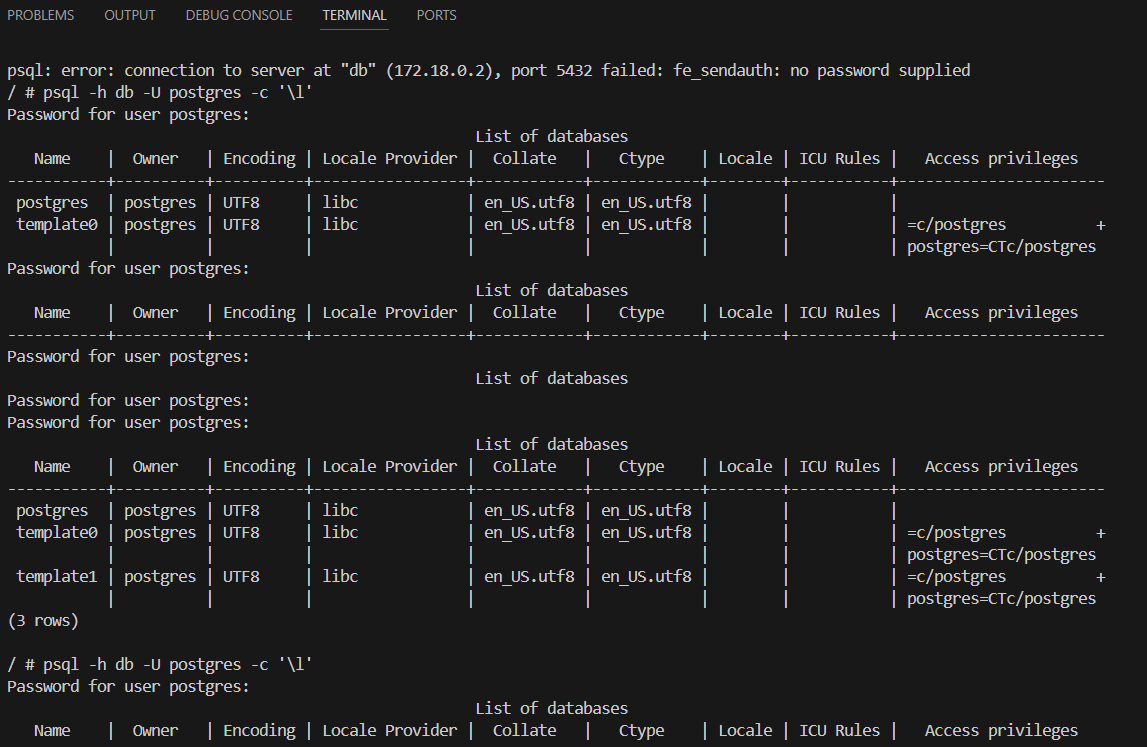 PROBLEMS OUTPUT DEBUG CONSOLE TERMINAL PORTS
psql: error: connection to server at "db" (172.18.0.2), port 5432 failed: fe_sendauth: no password supplied
/ # psql -h db -U postgres -c '\l'
Password for user postgres:
                                                    List of databases
   Name    |  Owner   | Encoding | Locale Provider |  Collate   |   Ctype    | Locale | ICU Rules |   Access privileges
-----------+----------+----------+-----------------+------------+------------+--------+-----------+-----------------------
 postgres  | postgres | UTF8     | libc            | en_US.utf8 | en_US.utf8 |        |           |
 template0 | postgres | UTF8     | libc            | en_US.utf8 | en_US.utf8 |        |           | =c/postgres          +
           |          |          |                 |            |            |        |           | postgres=CTc/postgres
Password for user postgres:
                                                    List of databases
   Name    |  Owner   | Encoding | Locale Provider |  Collate   |   Ctype    | Locale | ICU Rules |   Access privileges
-----------+----------+----------+-----------------+------------+------------+--------+-----------+-----------------------
Password for user postgres:
                                                    List of databases
Password for user postgres:
Password for user postgres:
                                                    List of databases
   Name    |  Owner   | Encoding | Locale Provider |  Collate   |   Ctype    | Locale | ICU Rules |   Access privileges
-----------+----------+----------+-----------------+------------+------------+--------+-----------+-----------------------
 postgres  | postgres | UTF8     | libc            | en_US.utf8 | en_US.utf8 |        |           |
 template0 | postgres | UTF8     | libc            | en_US.utf8 | en_US.utf8 |        |           | =c/postgres          +
           |          |          |                 |            |            |        |           | postgres=CTc/postgres
 template1 | postgres | UTF8     | libc            | en_US.utf8 | en_US.utf8 |        |           | =c/postgres          +
           |          |          |                 |            |            |        |           | postgres=CTc/postgres
(3 rows)
/ # psql -h db -U postgres -c '\l'
Password for user postgres:
                                                    List of databases
   Name    |  Owner   | Encoding | Locale Provider |  Collate   |   Ctype    | Locale | ICU Rules |   Access privileges